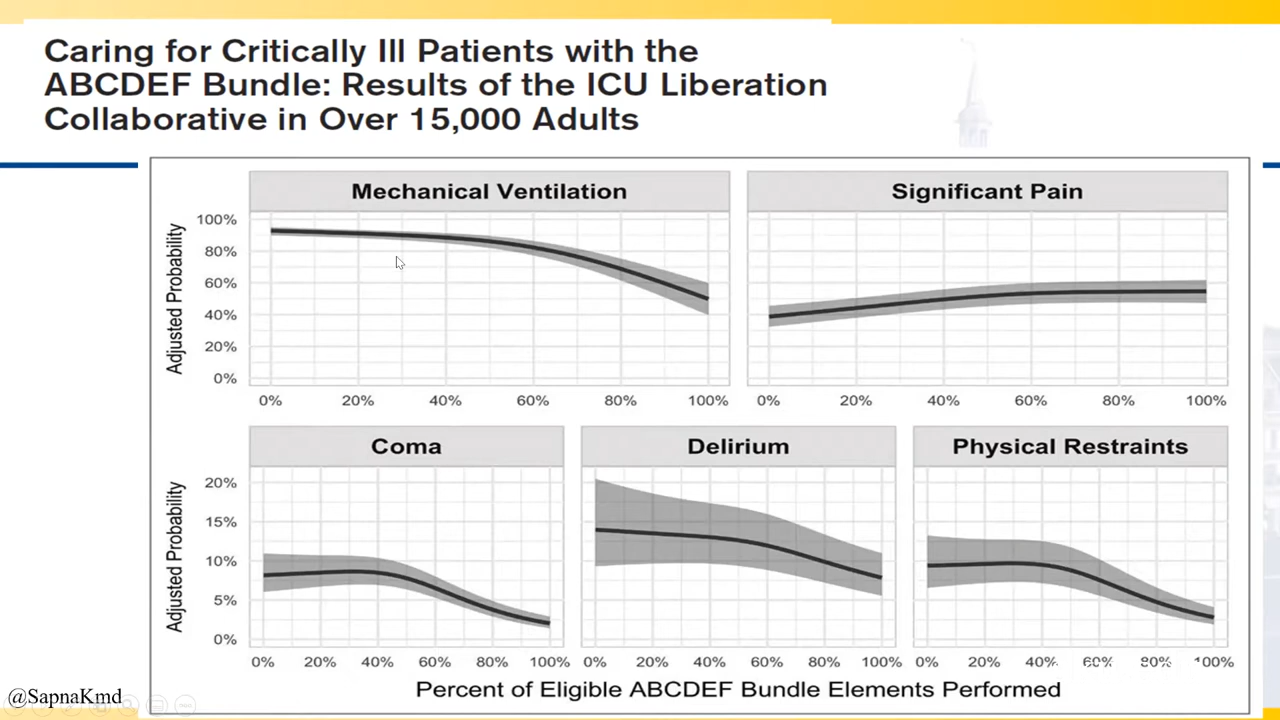 Caring for Critically Ill Patients with the
ABCDEF Bundle: Results of the ICU Liberation
Collaborative in Over 15,000 Adults
Mechanical Ventilation
Significant Pain
Adjusted Probability
100%
80%
60%
40%
20%
0%
0% 20% 40% 60% 80% 100%
0% 20% 40% 60% 80% 100%
Coma
Delirium
Physical Restraints
Adjusted Probability
20%
15%
10%
5%
0%
0% 20% 40% 60% 80% 100%
0% 20% 40% 60% 80% 100%
0% 20% 40% 60% 80% 100%
Percent of Eligible ABCDEF Bundle Elements Performed
@SapnaKmd